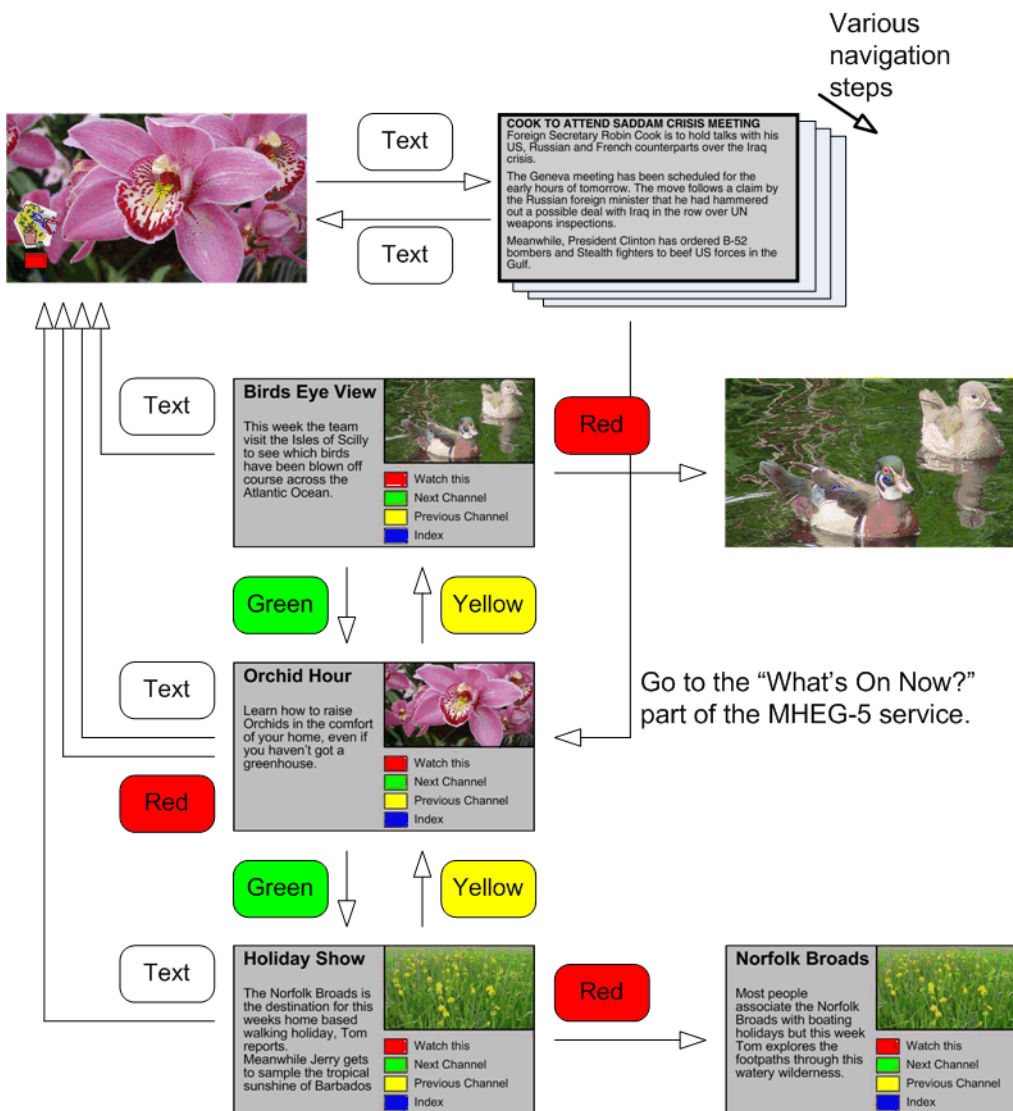 Various
navigation
steps
Text
COOK TO ATTEND SADDAM CRISIS MEETING
Foreign Secretary Robin Cook is to hold talks with his
US, Russian and French counterparts over the Iraq
crisis.
The Geneva meeting has been scheduled for the
early hours of tomorrow. The move follows a claim by
the Russian foreign minister that he had hammered
out a possible deal with Iraq in the row over UN
weapons inspections.
Meanwhile, President Clinton has ordered B-52
bombers and Stealth fighters to beef US forces in the
Gulf.
Text
Text
Birds Eye View
This week the team
visit the Isles of Scilly
to see which birds
have been blown off
course across the
Atlantic Ocean.
Watch this
Next Channel
Previous Channel
Index
Red
Green
Yellow
Text
Orchid Hour
Learn how to raise
Orchids in the comfort
of your home, even if
you haven't got a
greenhouse.
Watch this
Next Channel
Previous Channel
Index
Go to the “What's On Now?”
part of the MHEG-5 service.
Red
Green
Yellow
Text
Holiday Show
The Norfolk Broads is
the destination for this
weeks home based
walking holiday, Tom
reports.
Meanwhile Jerry gets
to sample the tropical
sunshine of Barbados
Watch this
Next Channel
Previous Channel
Index
Red
Norfolk Broads
Most people
associate the Norfolk
Broads with boating
holidays but this week
Tom explores the
footpaths through this
watery wilderness.
Watch this
Next Channel
Previous Channel
Index